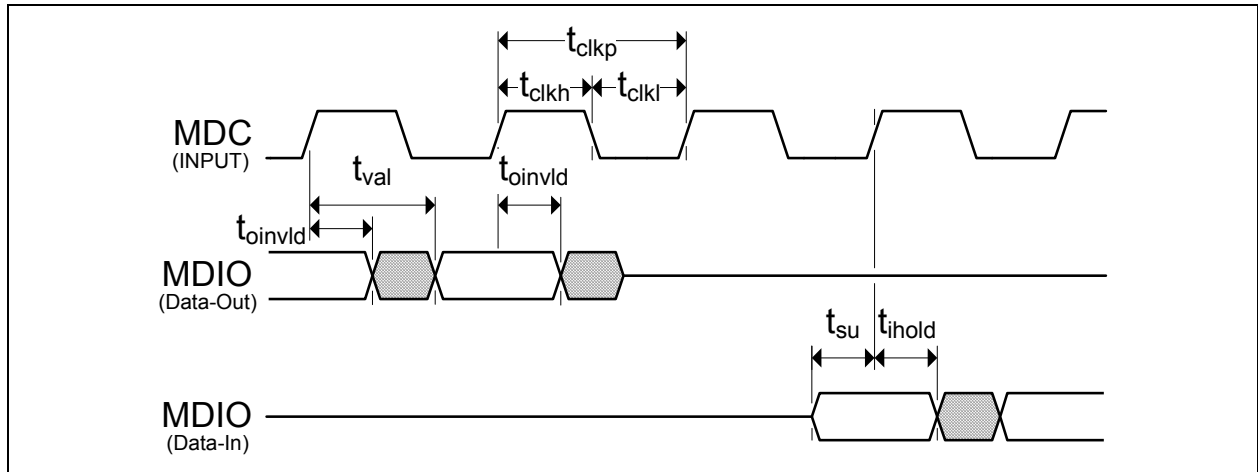 tclkp
tclkh tclkl
MDC
(INPUT)
tval
toinvld
toinvld
MDIO
(Data-Out)
tsu tihold
MDIO
(Data-In)